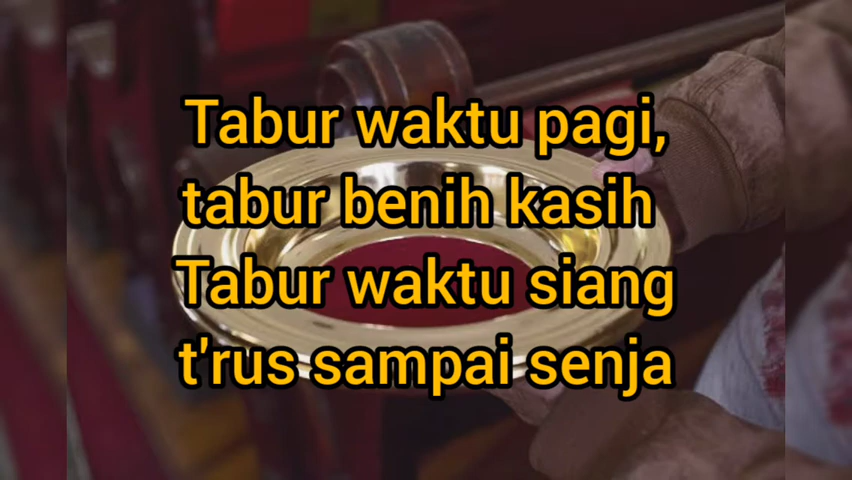 Tabur waktu pagi,
tabur benih kasih
Tabur waktu siang
t'rus sampai senja